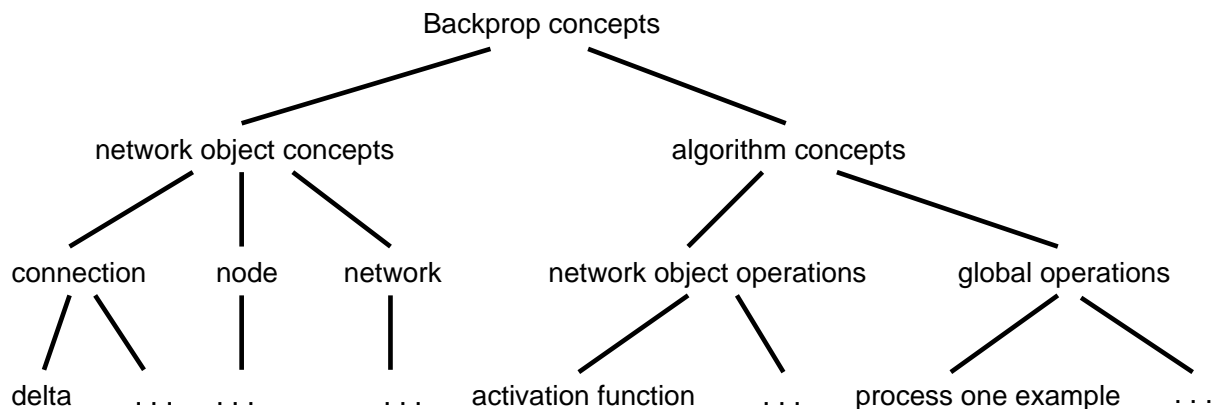 Backprop concepts
network object concepts algorithm concepts
connection node network network object operations global operations
delta . . . . . . . . . activation function . . . process one example . . .